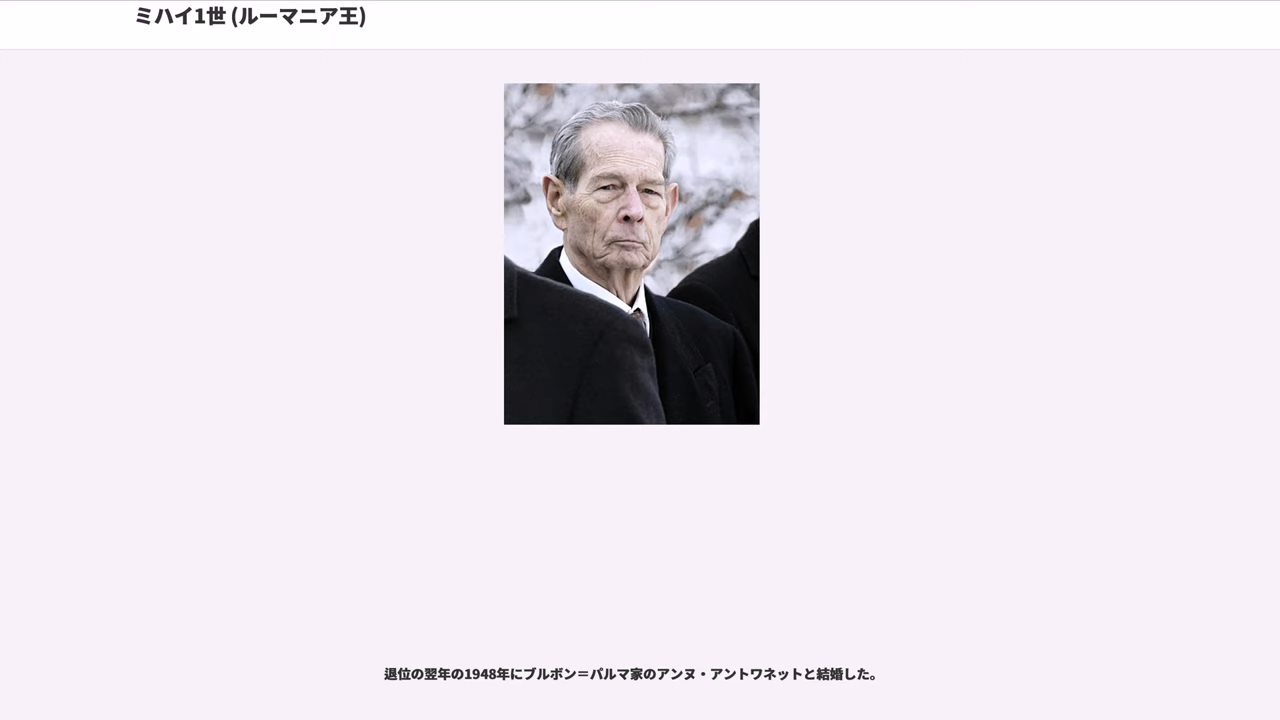 ミハイ1世 (ルーマニア王)
退位の翌年の1948年にブルボン＝パルマ家のアンヌ・アントワネットと結婚した。